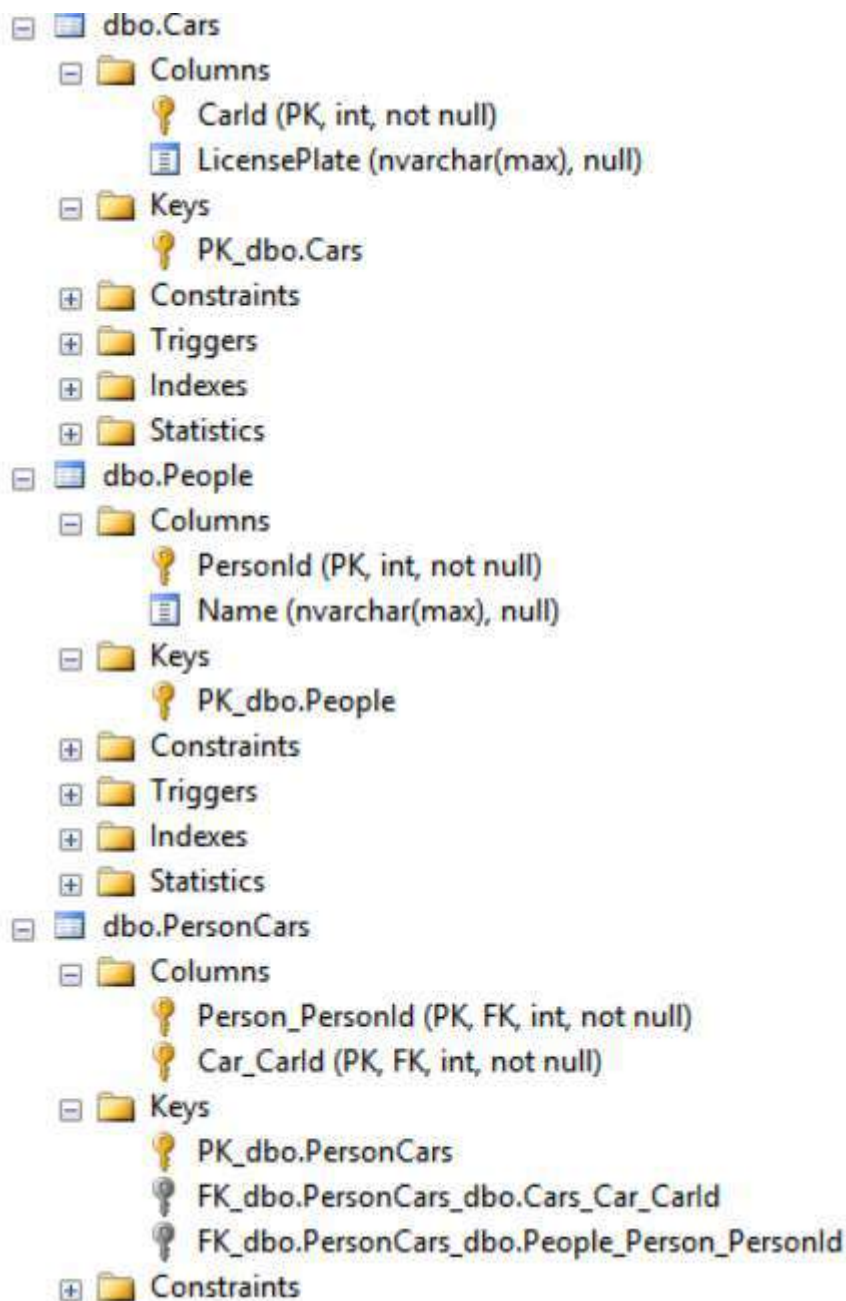 dbo.Cars
Columns
CarId (PK, int, not null)
LicensePlate (nvarchar(max), null)
Keys
PK_dbo.Cars
Constraints
Triggers
Indexes
Statistics
dbo.People
Columns
PersonId (PK, int, not null)
Name (nvarchar(max), null)
Keys
PK_dbo.People
Constraints
Triggers
Indexes
Statistics
dbo.PersonCars
Columns
Person_PersonId (PK, FK, int, not null)
Car_CarId (PK, FK, int, not null)
Keys
PK_dbo.PersonCars
FK_dbo.PersonCars_dbo.Cars_Car_CarId
FK_dbo.PersonCars_dbo.People_Person_PersonId
Constraints